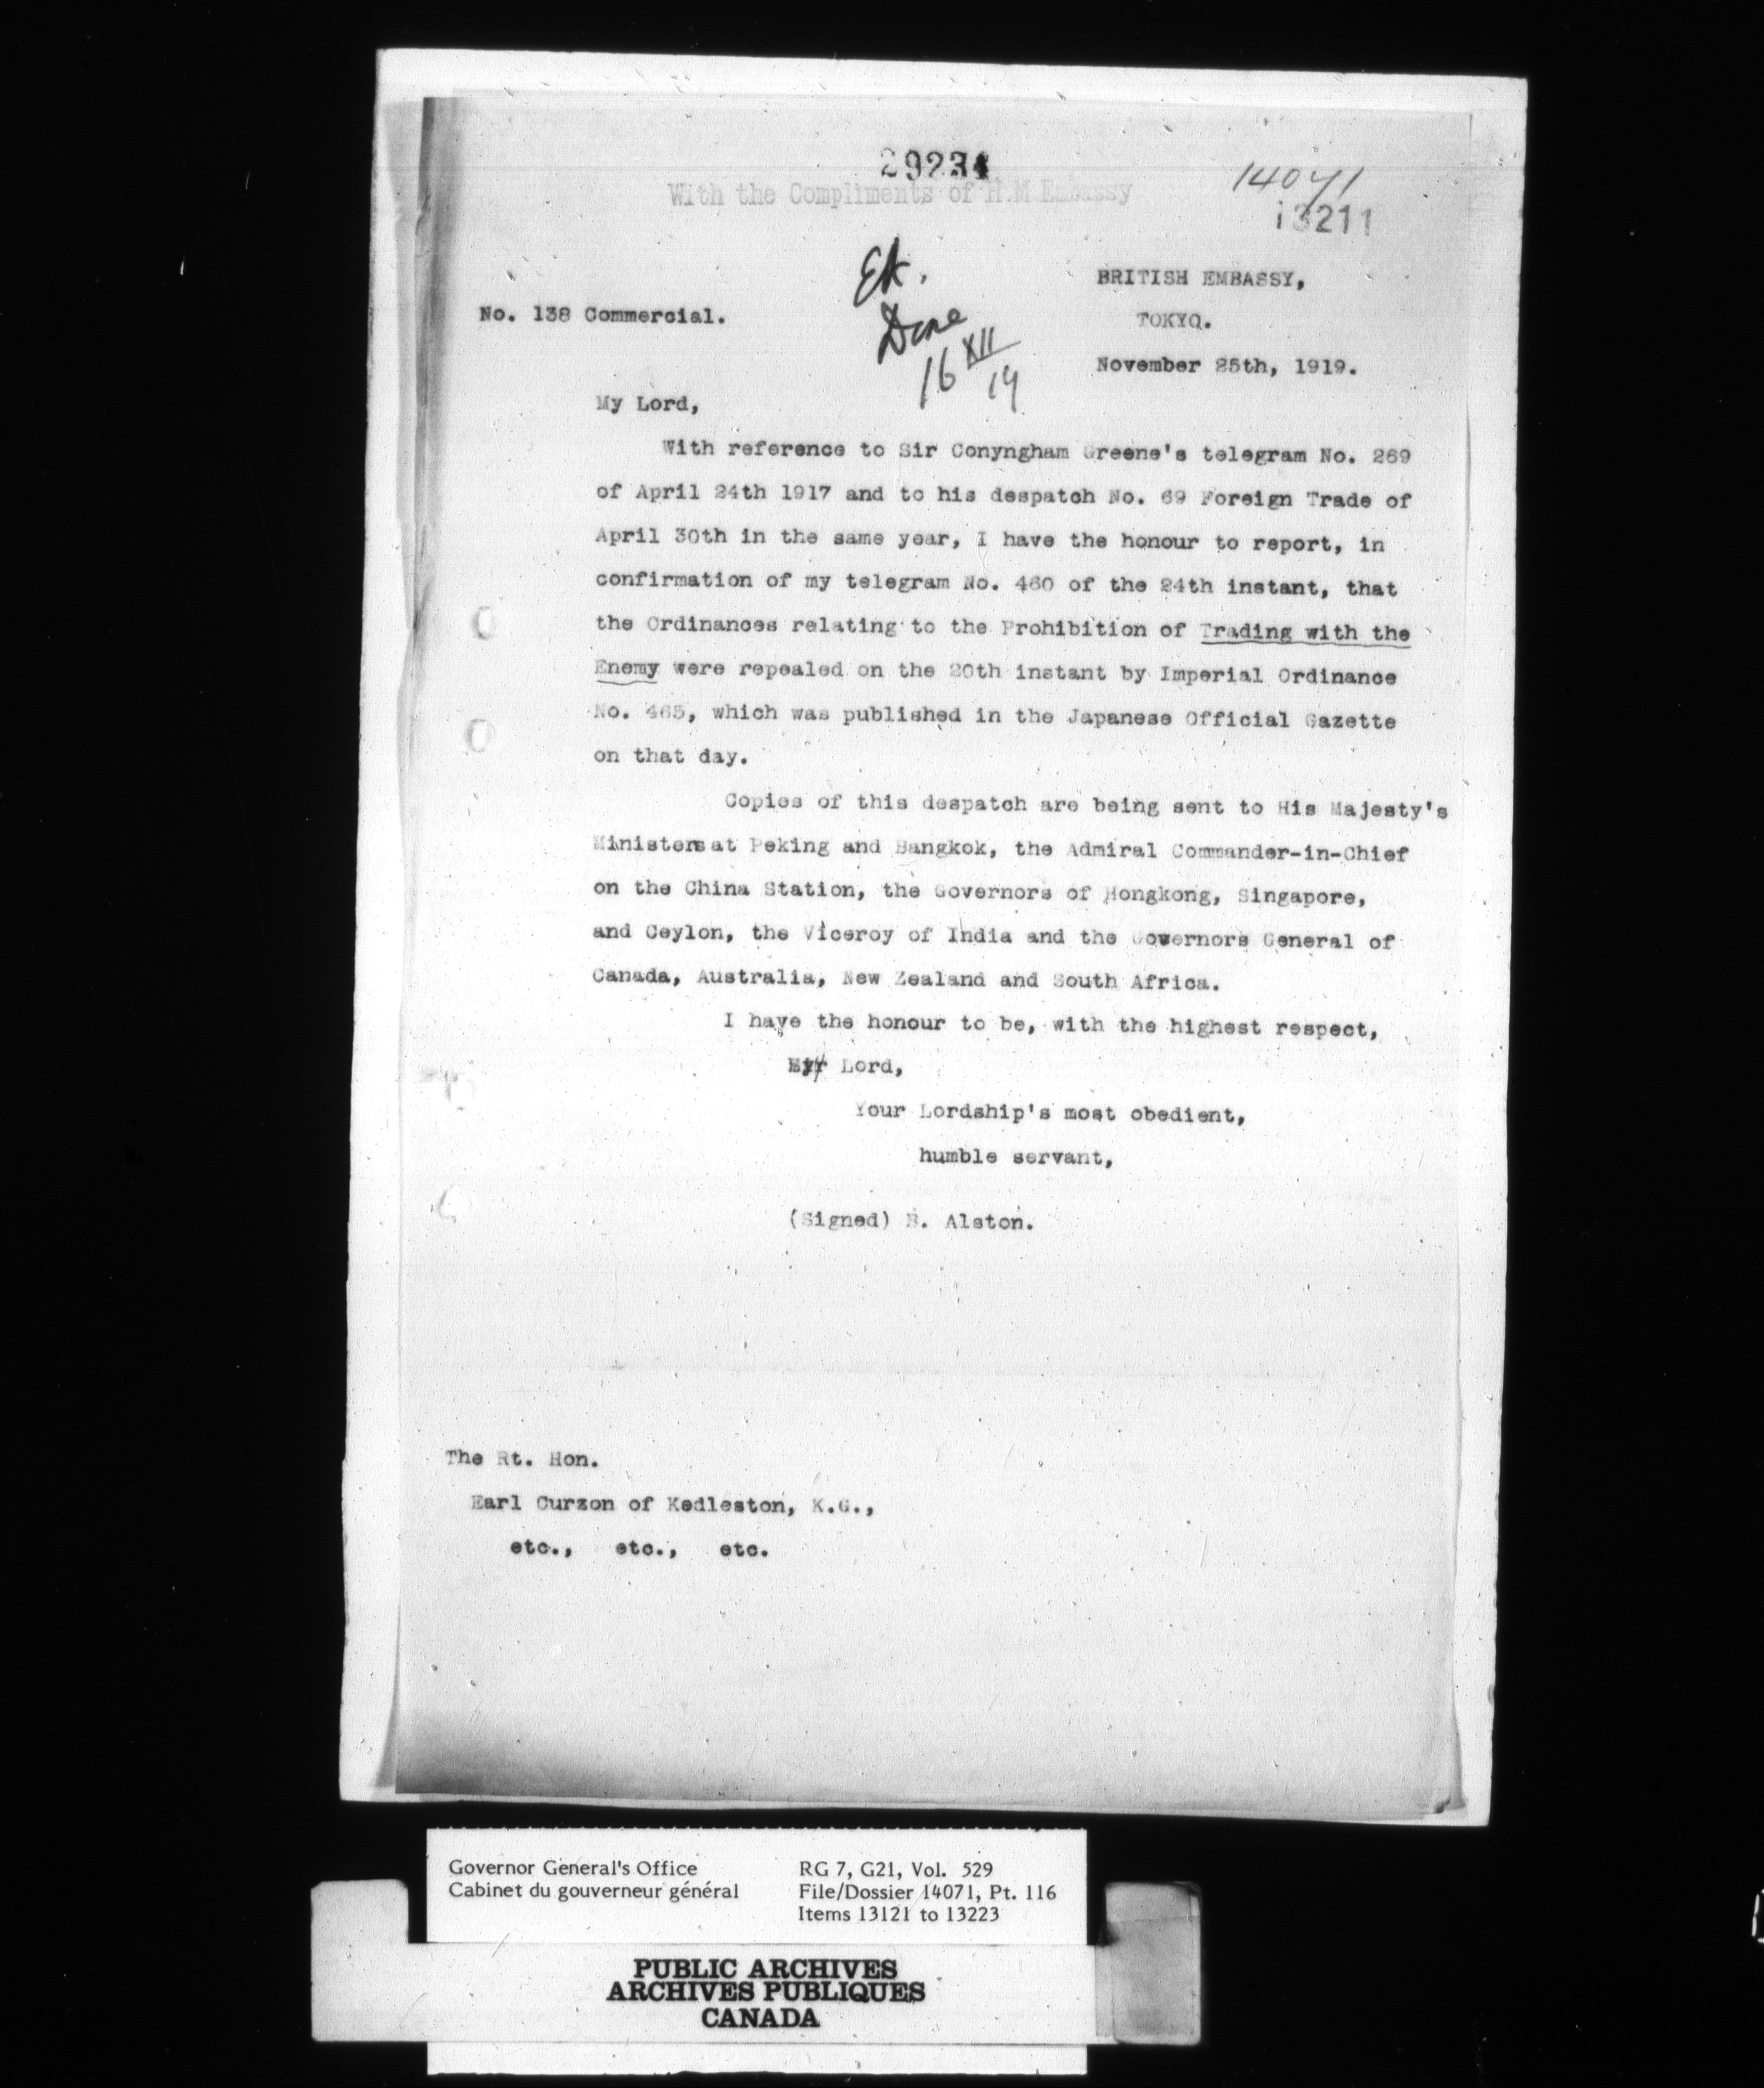 29234
With the Compliments of H.M Embassy
14071
13211
Ek.
Done
16 XII 19
BRITISH EMBASSY,
No. 138 Commercial.
TOKYO.
November 25th, 1919.
My Lord,
With reference to Sir Conyngham Greene's telegram No. 269
of April 24th 1917 and to his despatch No. 69 Foreign Trade of
April 30th in the same year, I have the honour to report, in
confirmation of my telegram No. 460 of the 24th instant, that
the Ordinances relating to the Prohibition of Trading with the
Enemy were repealed on the 20th instant by Imperial Ordinance
No. 465, which was published in the Japanese Official Gazette
on that day.
Copies of this despatch are being sent to His Majesty's
Ministers at Peking and Bangkok, the Admiral Commander-in-Chief
on the China Station, the Governors of Hongkong, Singapore,
and Ceylon, the Viceroy of India and the Governors General of
Canada, Australia, New Zealand and South Africa.
I have the honour to be, with the highest respect,
Lord,
Your Lordship's most obedient,
humble servant,
(Signed) B. Alston.
The Rt. Hon.
Earl Curzon of Kedleston, K.G.,
etc., etc., etc.
Governor General's Office
Cabinet du gouverneur général
RG 7, G21, Vol. 529
File/Dossier 14071, Pt. 116
Items 13121 to 13223
PUBLIC ARCHIVES
ARCHIVES PUBLIQUES
CANADA